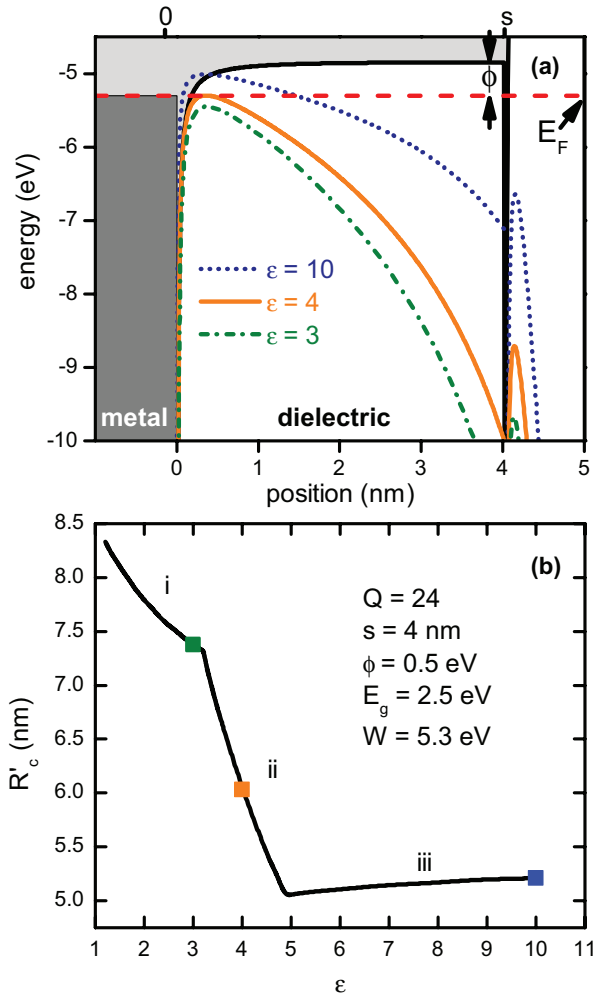 0 s
(a)
-5
ϕ
E_F
-6
-7
-8
-9
-10
energy (eV)
ε = 10
ε = 4
ε = 3
metal
dielectric
0 1 2 3 4 5
position (nm)
(b)
8.5
8.0
7.5
7.0
6.5
6.0
5.5
5.0
R'_c (nm)
i
ii
iii
Q = 24
s = 4 nm
ϕ = 0.5 eV
E_g = 2.5 eV
W = 5.3 eV
1 2 3 4 5 6 7 8 9 10 11
ε